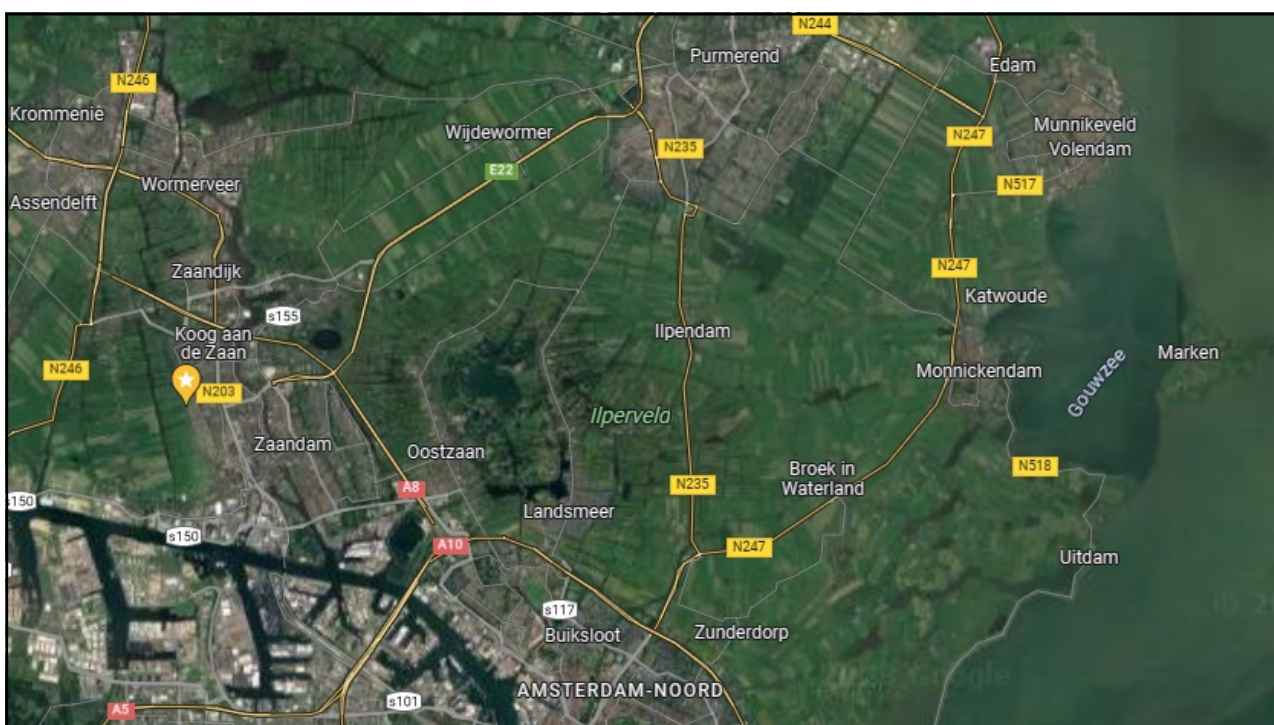 N244
Purmerend
Edam
N246
Krommenie
Wijdewormer
N235
N247
Munnikeveld
Volendam
E22
N517
Wormerveer
Assendelft
Zaandijk
N247
Katwoude
s155
Koog aan
de Zaan
Ilpendam
Marken
N246
N203
Monnickendam
Gouwzee
Ilperveld
Zaandam
Oostzaan
Broek in
Waterland
N518
A8
N235
s150
Landsmeer
s150
A10
N247
Uitdam
s117
Buiksloot
Zunderdorp
AMSTERDAM-NOORD
s101
A5